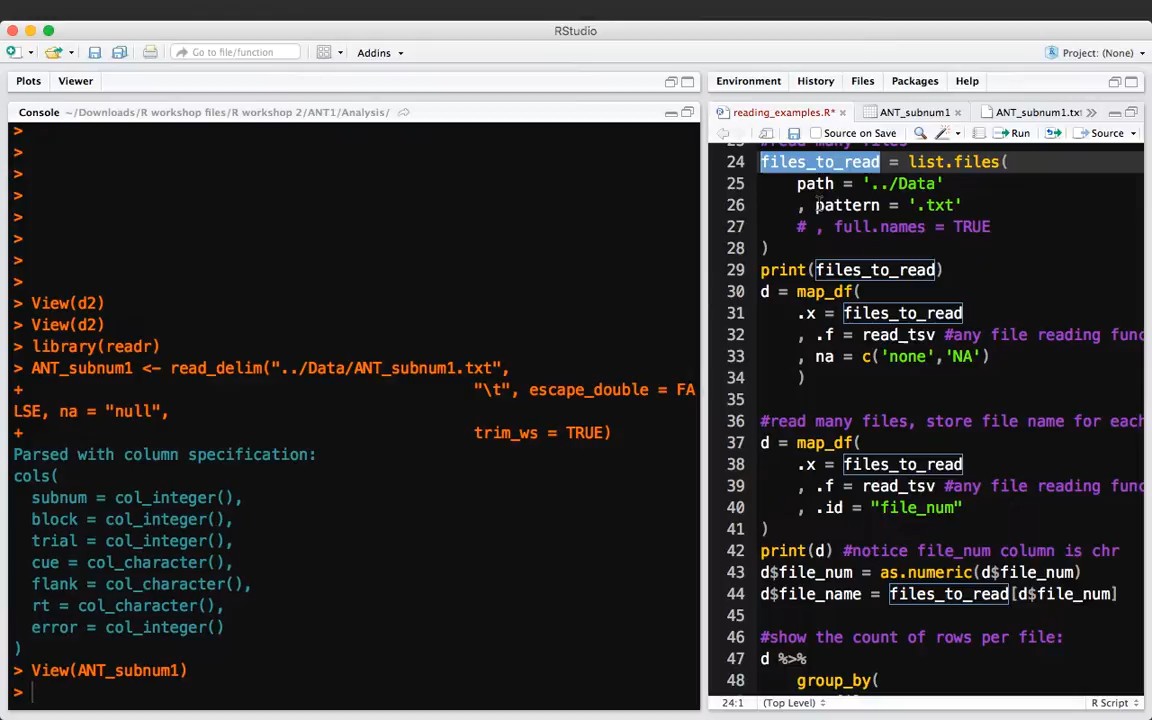 RStudio
Go to file/function
Addins
Project: (None)
Plots Viewer
Console ~/Downloads/R workshop files/R workshop 2/ANT1/Analysis/
>
>
>
>
>
>
>
>
> View(d2)
> View(d2)
> library(readr)
> ANT_subnum1 <- read_delim("../Data/ANT_subnum1.txt",
+ "\t", escape_double = FA
LSE, na = "null",
+ trim_ws = TRUE)
Parsed with column specification:
cols(
subnum = col_integer(),
block = col_integer(),
trial = col_integer(),
cue = col_character(),
flank = col_character(),
rt = col_character(),
error = col_integer()
)
> View(ANT_subnum1)
>
Environment History Files Packages Help
reading_examples.R* ANT_subnum1 ANT_subnum1.txt
Source on Save Run Source
23 #read many files
24 files_to_read = list.files(
25 path = '../Data'
26 , pattern = '.txt'
27 # , full.names = TRUE
28 )
29 print(files_to_read)
30 d = map_df(
31 .x = files_to_read
32 , .f = read_tsv #any file reading func
33 , na = c('none','NA')
34 )
35
36 #read many files, store file name for each
37 d = map_df(
38 .x = files_to_read
39 , .f = read_tsv #any file reading func
40 , .id = "file_num"
41 )
42 print(d) #notice file_num column is chr
43 d$file_num = as.numeric(d$file_num)
44 d$file_name = files_to_read[d$file_num]
45
46 #show the count of rows per file:
47 d %>%
48 group_by(
24:1 (Top Level) R Script